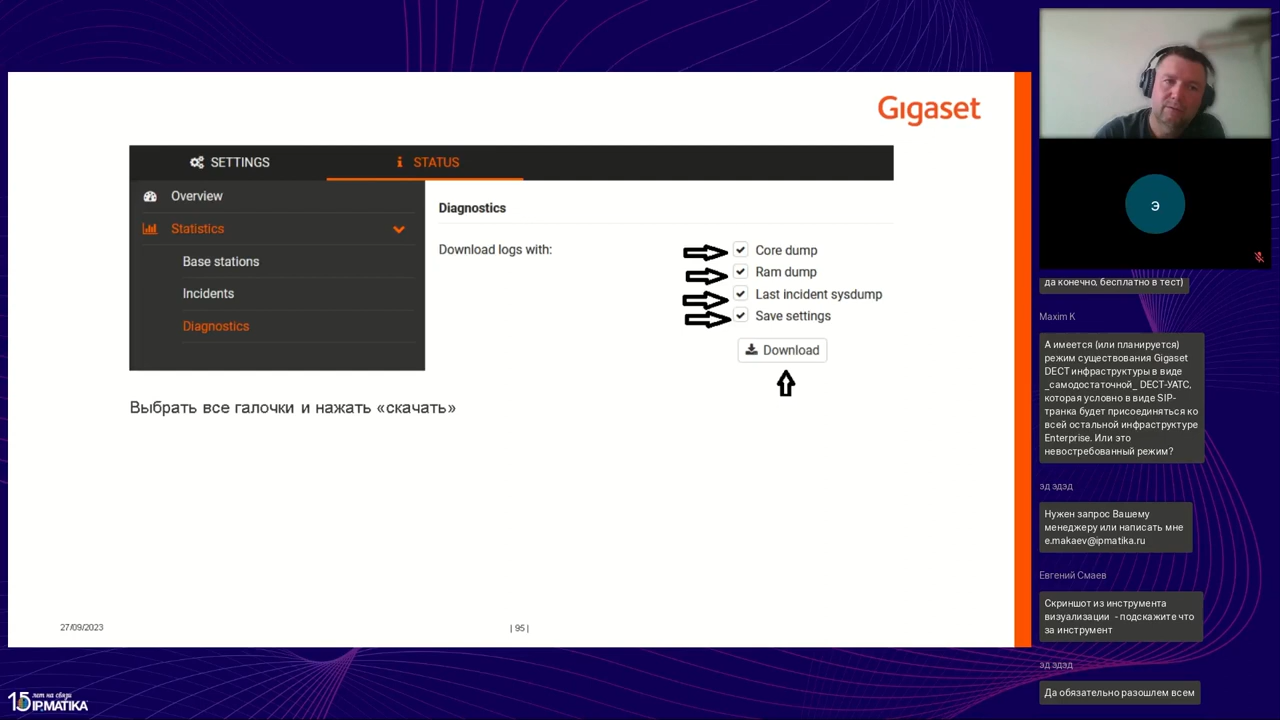 Gigaset
SETTINGS
STATUS
Overview
Statistics
Base stations
Incidents
Diagnostics
Diagnostics
Download logs with:
Core dump
Ram dump
Last incident sysdump
Save settings
Download
Выбрать все галочки и нажать «скачать»
27/09/2023
| 95 |
15 лет на связи
IPMATIKA
э
да конечно, бесплатно в тест)
Maxim K
А имеется (или планируется)
режим существования Gigaset
DECT инфраструктуры в виде
_самодостаточной_ DECT-УАТС,
которая условно в виде SIP-
транка будет присоединяться ко
всей остальной инфраструктуре
Enterprise. Или это
невостребованный режим?
эд эдэд
Нужен запрос Вашему
менеджеру или написать мне
e.makaev@ipmatika.ru
Евгений Смаев
Скриншот из инструмента
визуализации - подскажите что
за инструмент
эд эдэд
Да обязательно разошлем всем